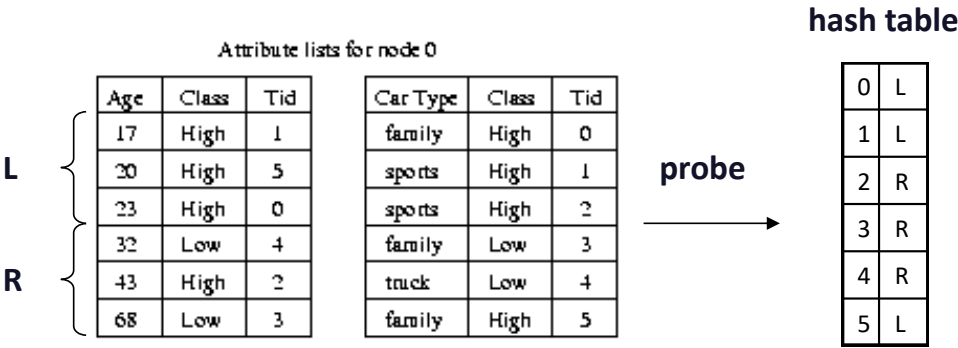 hash table
Attribute lists for node 0
Age Class Tid Car Type Class Tid 0 L
17 High 1 family High 0 1 L
L 20 High 5 sports High 1 probe 2 R
23 High 0 sports High 2 3 R
32 Low 4 family Low 3
R 43 High 2 truck Low 4 4 R
68 Low 3 family High 5 5 L